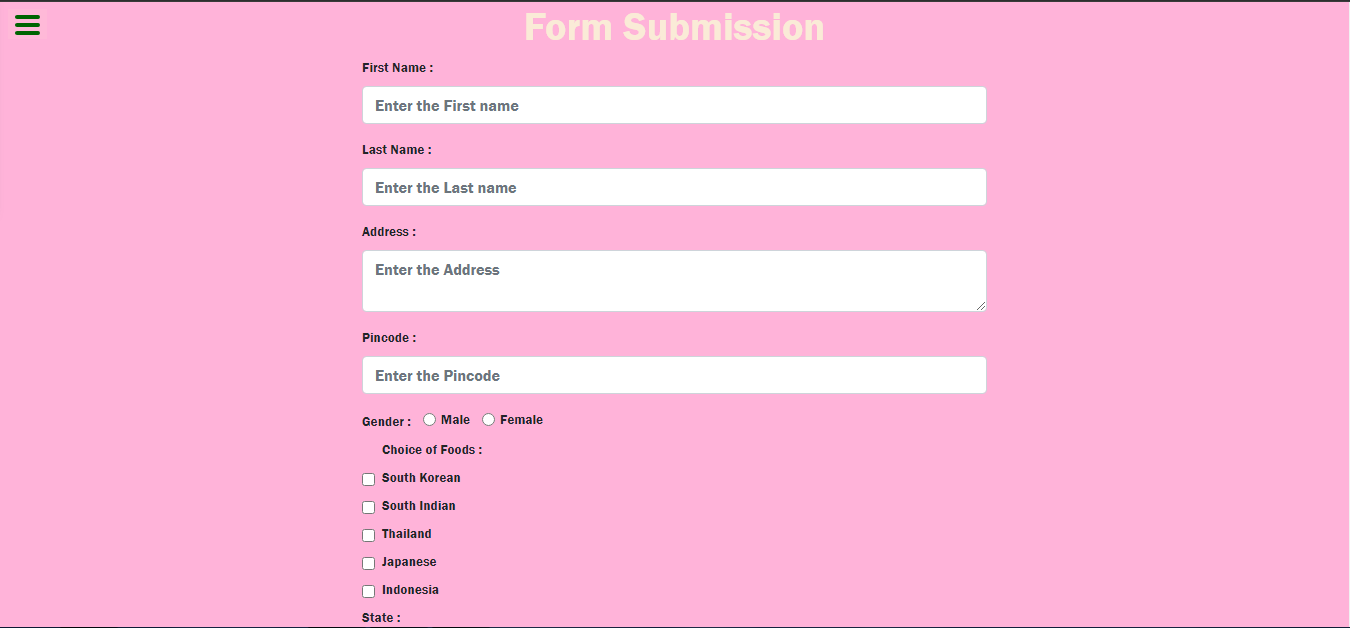 Form Submission
First Name :
Enter the First name
Last Name :
Enter the Last name
Address :
Enter the Address
Pincode :
Enter the Pincode
Gender : Male Female
Choice of Foods :
South Korean
South Indian
Thailand
Japanese
Indonesia
State :